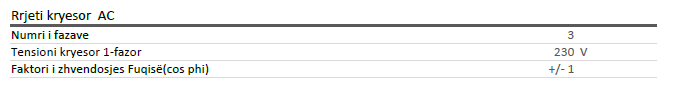 Rrjeti kryesor  AC
Numri i fazave 3
Tensioni kryesor 1-fazor 230 V
Faktori i zhvendosjes Fuqisë(cos phi) +/- 1